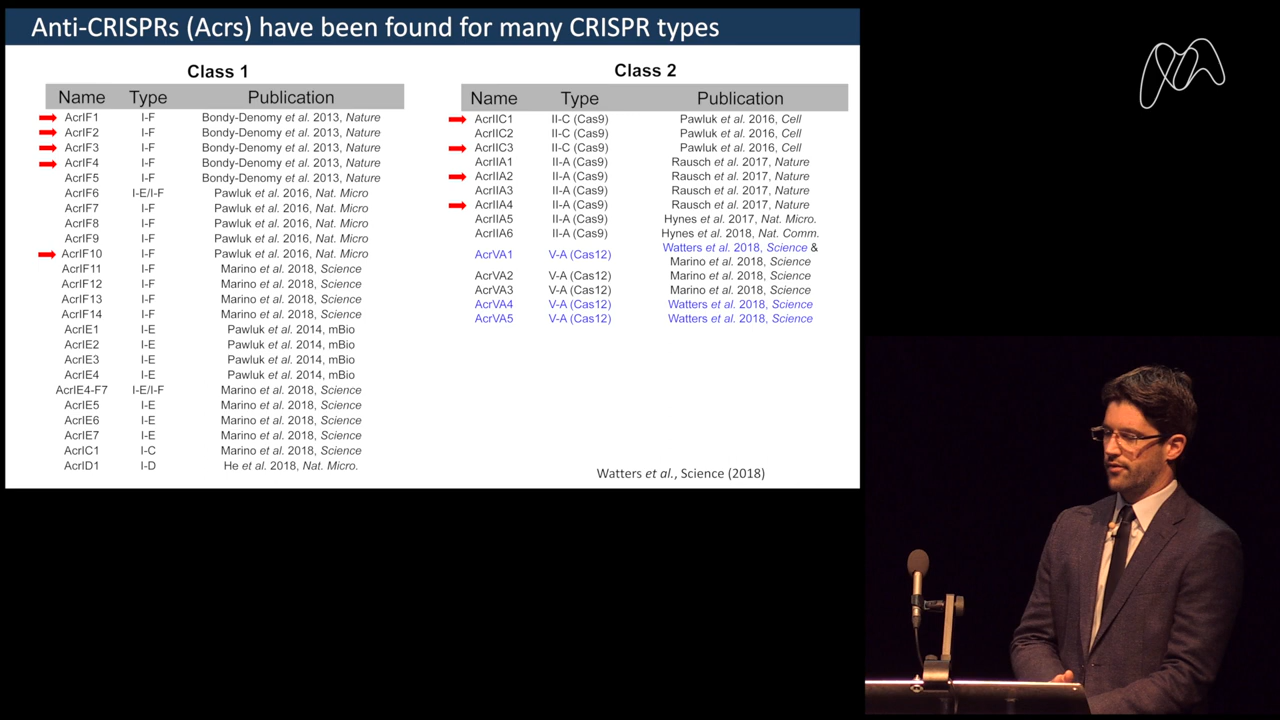 Anti-CRISPRs (Acrs) have been found for many CRISPR types
Class 1
Name Type Publication
AcrIF1 I-F Bondy-Denomy et al. 2013, Nature
AcrIF2 I-F Bondy-Denomy et al. 2013, Nature
AcrIF3 I-F Bondy-Denomy et al. 2013, Nature
AcrIF4 I-F Bondy-Denomy et al. 2013, Nature
AcrIF5 I-F Bondy-Denomy et al. 2013, Nature
AcrIF6 I-E/I-F Pawluk et al. 2016, Nat. Micro
AcrIF7 I-F Pawluk et al. 2016, Nat. Micro
AcrIF8 I-F Pawluk et al. 2016, Nat. Micro
AcrIF9 I-F Pawluk et al. 2016, Nat. Micro
AcrIF10 I-F Pawluk et al. 2016, Nat. Micro
AcrIF11 I-F Marino et al. 2018, Science
AcrIF12 I-F Marino et al. 2018, Science
AcrIF13 I-F Marino et al. 2018, Science
AcrIF14 I-F Marino et al. 2018, Science
AcrIE1 I-E Pawluk et al. 2014, mBio
AcrIE2 I-E Pawluk et al. 2014, mBio
AcrIE3 I-E Pawluk et al. 2014, mBio
AcrIE4 I-E Pawluk et al. 2014, mBio
AcrIE4-F7 I-E/I-F Marino et al. 2018, Science
AcrIE5 I-E Marino et al. 2018, Science
AcrIE6 I-E Marino et al. 2018, Science
AcrIE7 I-E Marino et al. 2018, Science
AcrIC1 I-C Marino et al. 2018, Science
AcrID1 I-D He et al. 2018, Nat. Micro.
Class 2
Name Type Publication
AcrIIC1 II-C (Cas9) Pawluk et al. 2016, Cell
AcrIIC2 II-C (Cas9) Pawluk et al. 2016, Cell
AcrIIC3 II-C (Cas9) Pawluk et al. 2016, Cell
AcrIIA1 II-A (Cas9) Rausch et al. 2017, Nature
AcrIIA2 II-A (Cas9) Rausch et al. 2017, Nature
AcrIIA3 II-A (Cas9) Rausch et al. 2017, Nature
AcrIIA4 II-A (Cas9) Rausch et al. 2017, Nature
AcrIIA5 II-A (Cas9) Hynes et al. 2017, Nat. Micro.
AcrIIA6 II-A (Cas9) Hynes et al. 2018, Nat. Comm.
AcrVA1 V-A (Cas12) Watters et al. 2018, Science &
Marino et al. 2018, Science
AcrVA2 V-A (Cas12) Marino et al. 2018, Science
AcrVA3 V-A (Cas12) Marino et al. 2018, Science
AcrVA4 V-A (Cas12) Watters et al. 2018, Science
AcrVA5 V-A (Cas12) Watters et al. 2018, Science
Watters et al., Science (2018)